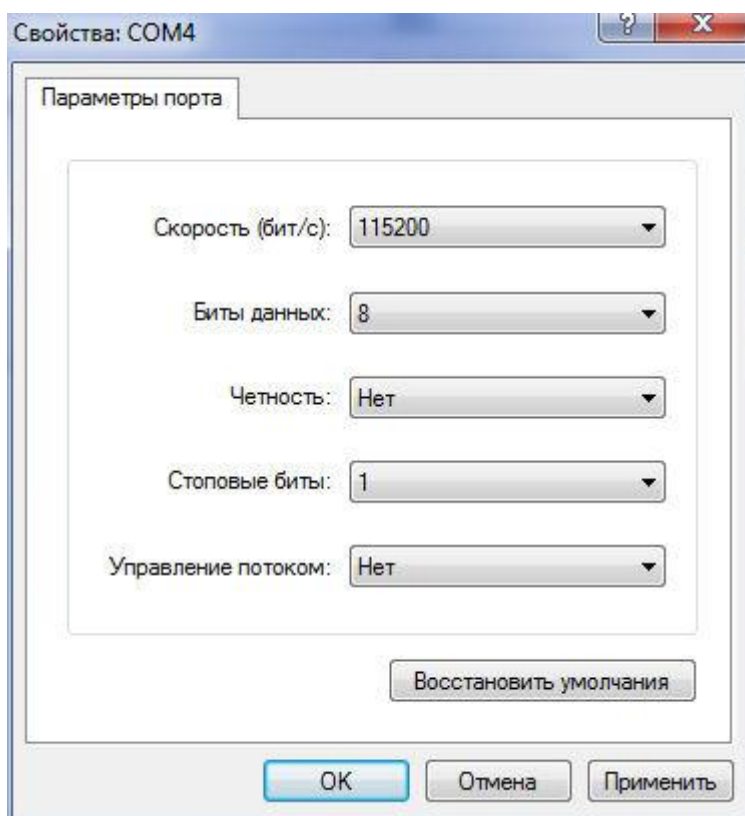 Свойства: COM4
? X
Параметры порта
Скорость (бит/с): 115200
Биты данных: 8
Четность: Нет
Стоповые биты: 1
Управление потоком: Нет
Восстановить умолчания
OK Отмена Применить